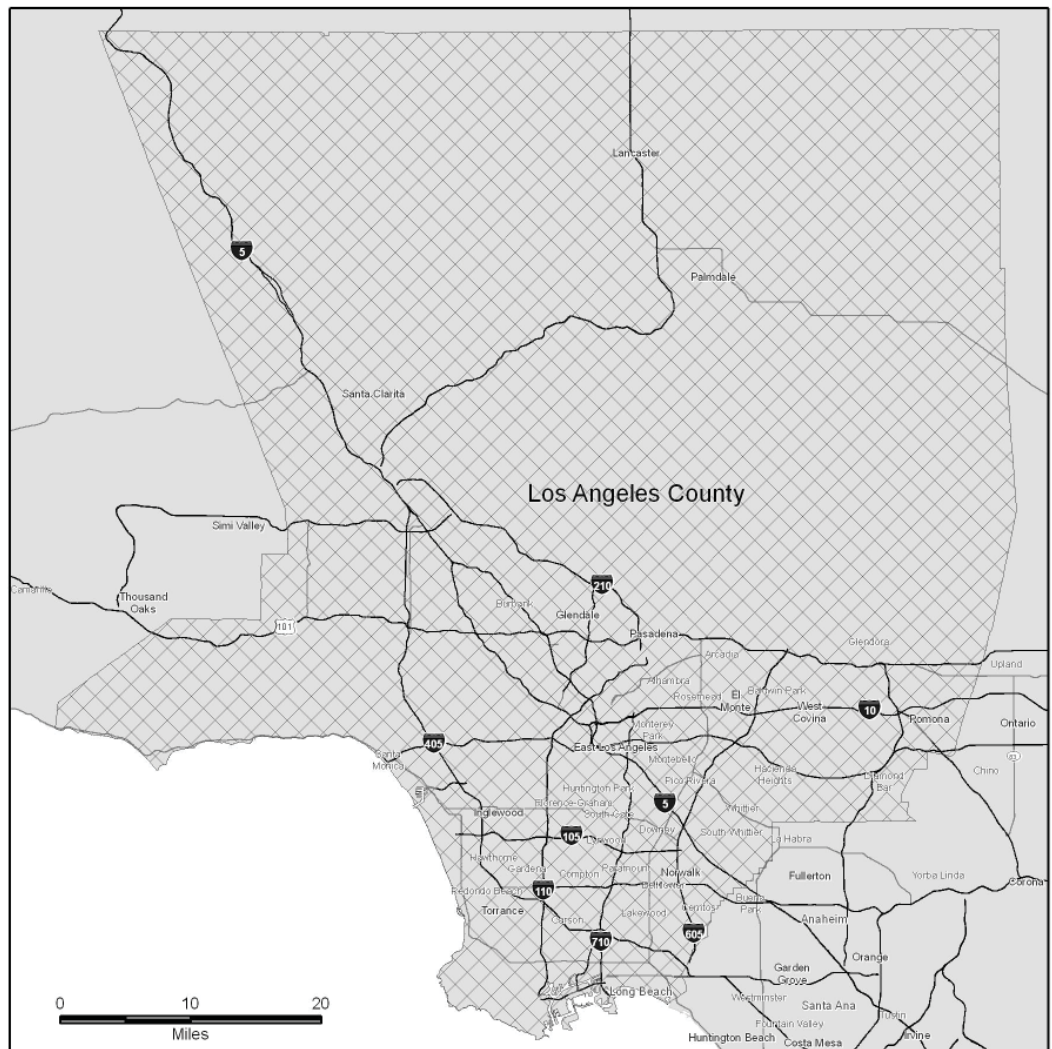 Lancaster
5
Palmdale
Santa Clarita
Los Angeles County
Simi Valley
Camarillo
Thousand
Oaks
210
Burbank
Glendale
101
Pasadena
Glendora
Arcadia
Upland
Alhambra
Rosemead
El
Monte
Baldwin Park
West
Covina
10
Pomona
Ontario
Monterey
Park
405
East Los Angeles
Santa
Monica
Montebello
Hacienda
Heights
Diamond
Bar
Chino
Pico Rivera
Huntington Park
Florence-Graham
South Gate
5
Whittier
Inglewood
105
Lynwood
Downey
South Whittier
La Habra
Hawthorne
Gardena
Compton
Paramount
Norwalk
Fullerton
Yorba Linda
Corona
Redondo Beach
110
Bellflower
Buena
Park
Torrance
Carson
Lakewood
Cerritos
Anaheim
710
605
Orange
Garden
Grove
Long Beach
Westminster
Santa Ana
Fountain Valley
Tustin
Huntington Beach
Costa Mesa
Irvine
0
10
20
Miles